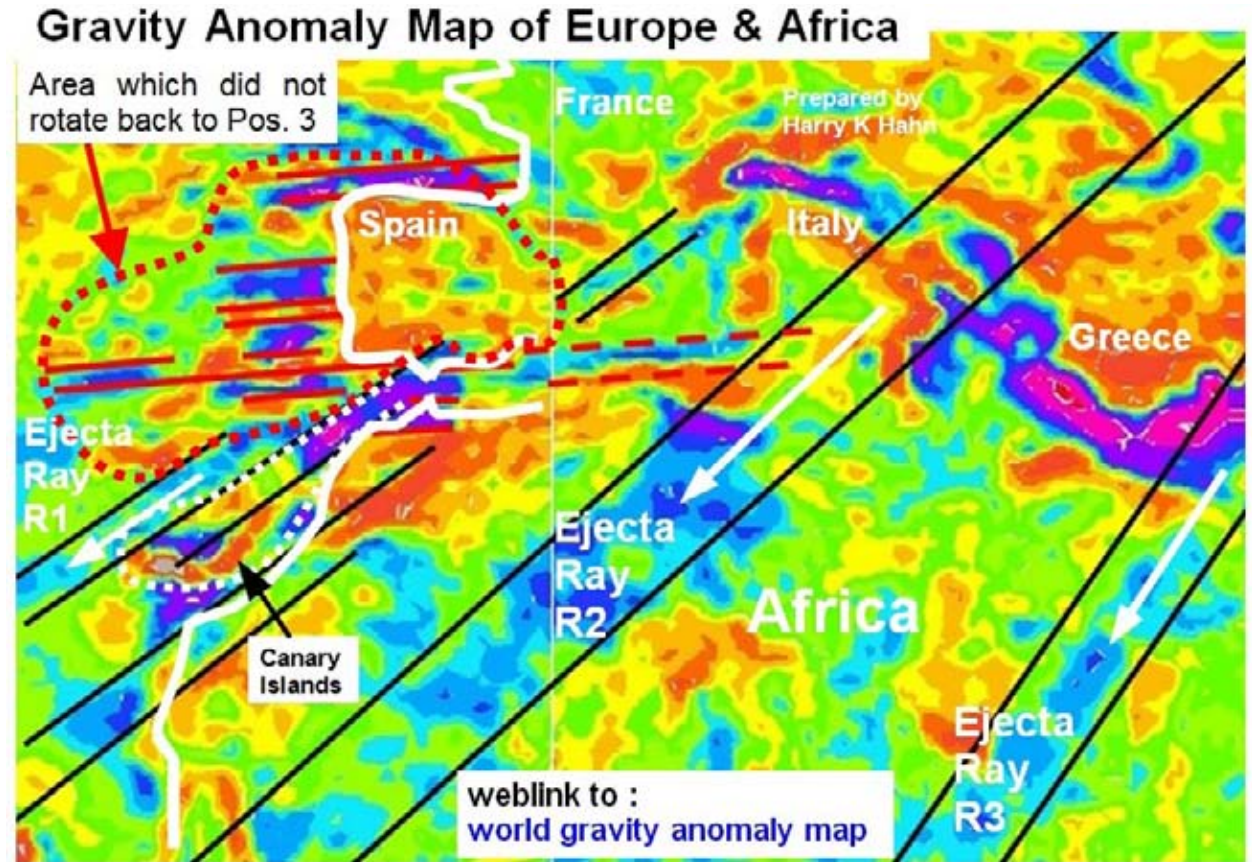 Gravity Anomaly Map of Europe & Africa
Area which did not
rotate back to Pos. 3
France
Prepared by
Harry K Hahn
Spain
Italy
Greece
Ejecta
Ray
R1
Ejecta
Ray
R2
Africa
Canary
Islands
Ejecta
Ray
R3
weblink to :
world gravity anomaly map